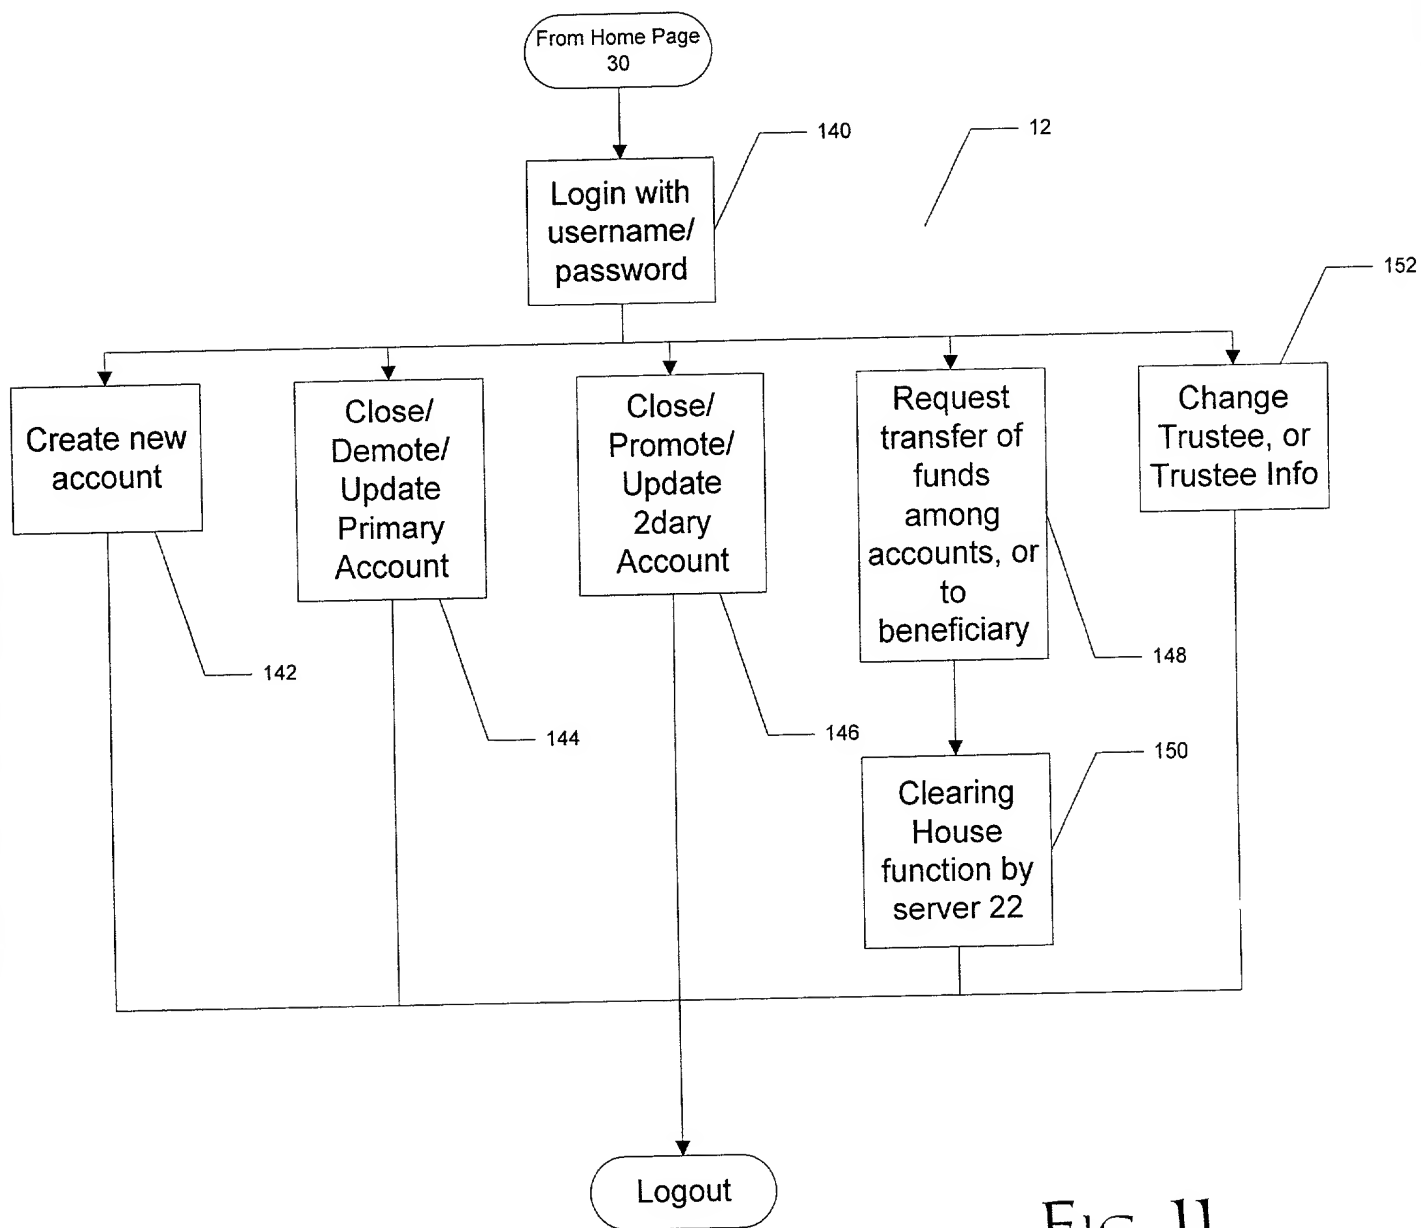 From Home Page
30
140
12
Login with
username/
password
152
Create new
account
Close/
Demote/
Update
Primary
Account
Close/
Promote/
Update
2dary
Account
Request
transfer of
funds
among
accounts, or
to
beneficiary
Change
Trustee, or
Trustee Info
142
144
146
148
150
Clearing
House
function by
server 22
Logout
FIG. 11